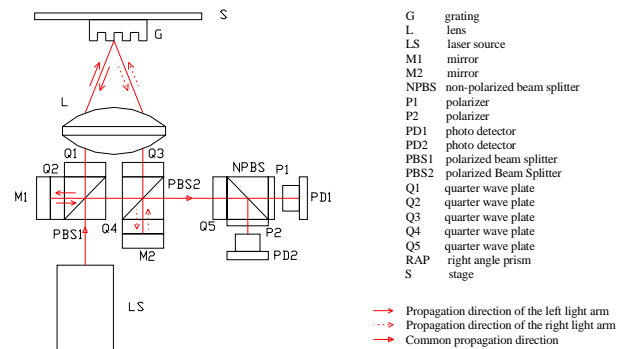 S
G
L
Q1
Q3
Q2
NPBS
P1
M1
PBS2
PD1
Q5
Q4
P2
PBS1
M2
PD2
LS
G grating
L lens
LS laser source
M1 mirror
M2 mirror
NPBS non-polarized beam splitter
P1 polarizer
P2 polarizer
PD1 photo detector
PD2 photo detector
PBS1 polarized beam splitter
PBS2 polarized Beam Splitter
Q1 quarter wave plate
Q2 quarter wave plate
Q3 quarter wave plate
Q4 quarter wave plate
Q5 quarter wave plate
RAP right angle prism
S stage
Propagation direction of the left light arm
Propagation direction of the right light arm
Common propagation direction